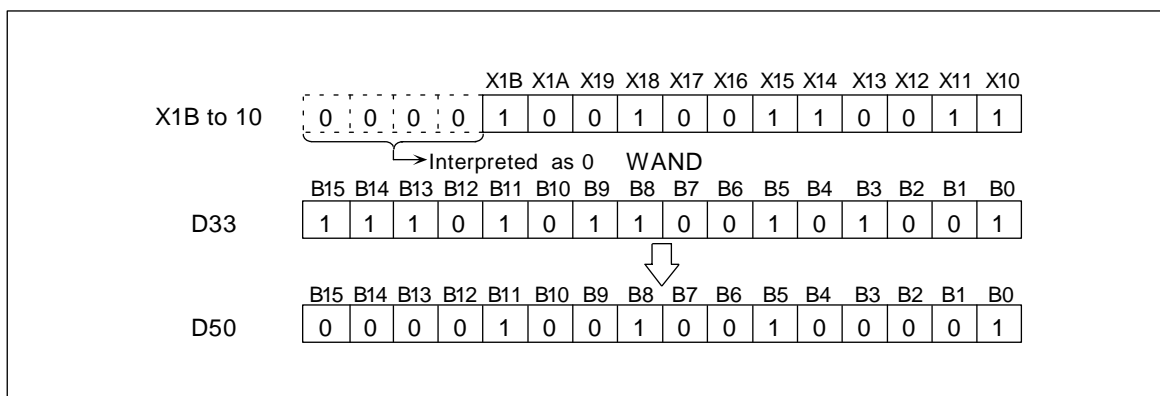 X1B X1A X19 X18 X17 X16 X15 X14 X13 X12 X11 X10
X1B to 10 0 0 0 0 1 0 0 1 0 0 1 1 0 0 1 1
Interpreted as 0 WAND
B15 B14 B13 B12 B11 B10 B9 B8 B7 B6 B5 B4 B3 B2 B1 B0
D33 1 1 1 0 1 0 1 1 0 0 1 0 1 0 0 1
B15 B14 B13 B12 B11 B10 B9 B8 B7 B6 B5 B4 B3 B2 B1 B0
D50 0 0 0 0 1 0 0 1 0 0 1 0 0 0 0 1